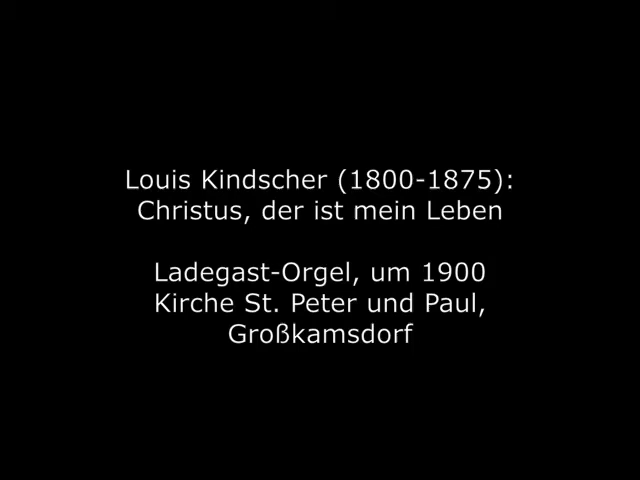 Louis Kindscher (1800-1875):
Christus, der ist mein Leben
Ladegast-Orgel, um 1900
Kirche St. Peter und Paul,
Großkamsdorf